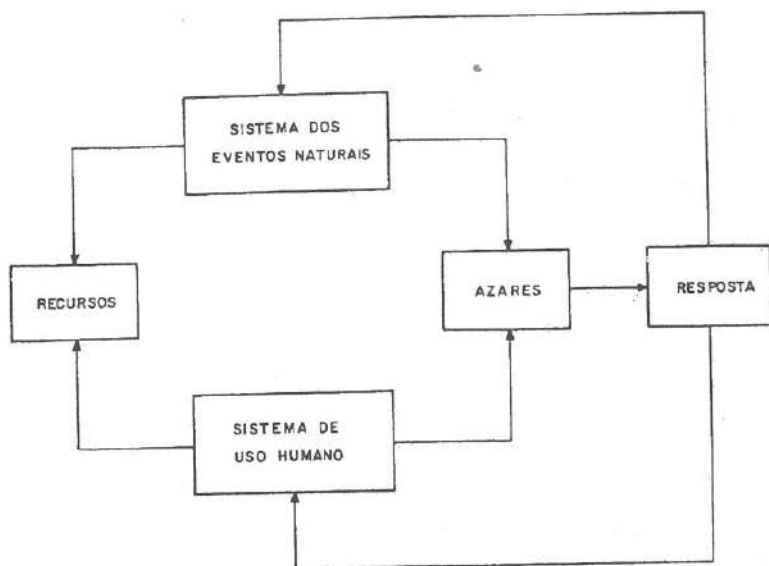 SISTEMA DOS
EVENTOS NATURAIS
RECURSOS
AZARES
RESPOSTA
SISTEMA DE
USO HUMANO